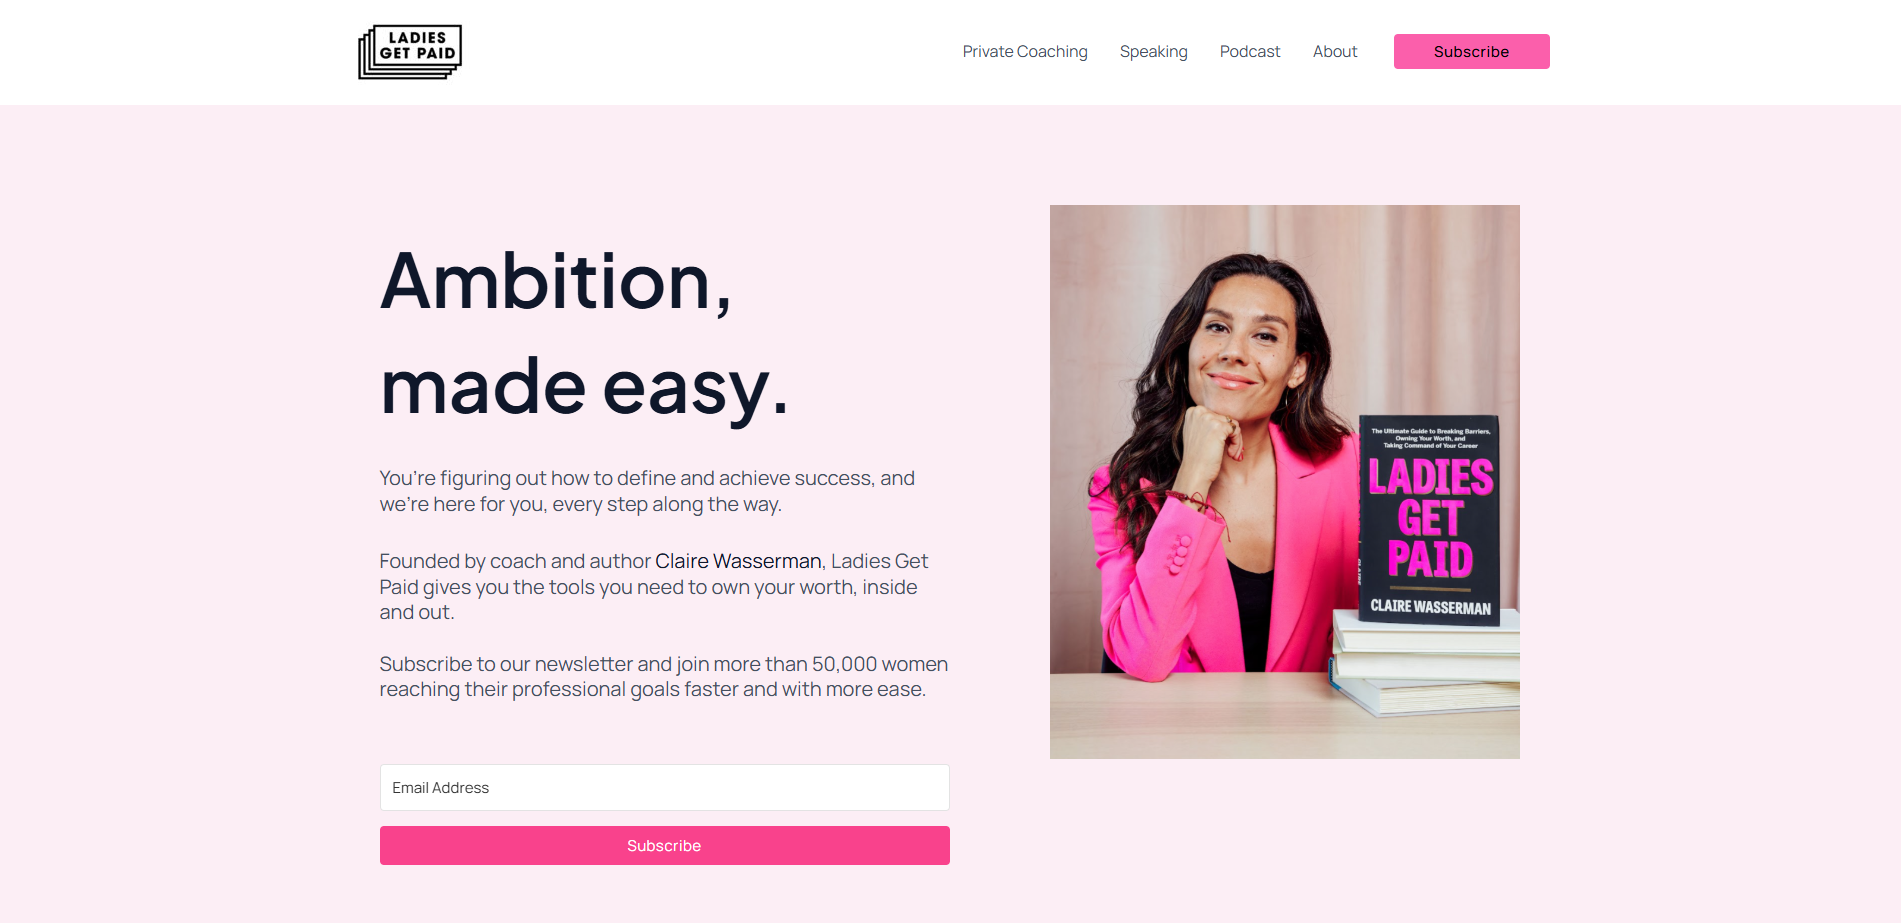 LADIES
GET PAID
Private Coaching
Speaking
Podcast
About
Subscribe
Ambition,
made easy.
You're figuring out how to define and achieve success, and
we're here for you, every step along the way.
Founded by coach and author Claire Wasserman, Ladies Get
Paid gives you the tools you need to own your worth, inside
and out.
Subscribe to our newsletter and join more than 50,000 women
reaching their professional goals faster and with more ease.
Email Address
Subscribe
The Ultimate Guide to Breaking Barriers,
Owning Your Worth, and
Taking Command of Your Career
LADIES
GET
PAID
CLAIRE WASSERMAN